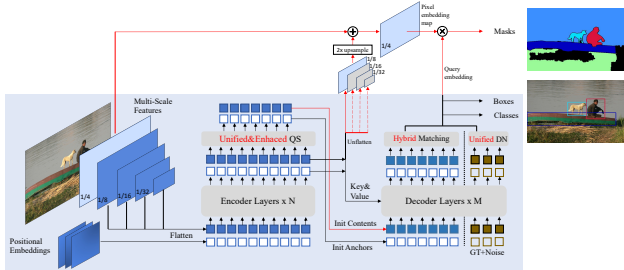 Pixel
embedding
map
Masks
2x upsample
1/4
1/8
1/16
1/32
Query
embedding
Multi-Scale
Features
Boxes
Classes
Unified&Enhaced QS
Unflatten
Hybrid Matching
Unified DN
1/4
1/8
1/16
1/32
Key&
Value
Encoder Layers x N
Decoder Layers x M
Positional
Embeddings
Flatten
Init Contents
Init Anchors
GT+Noise